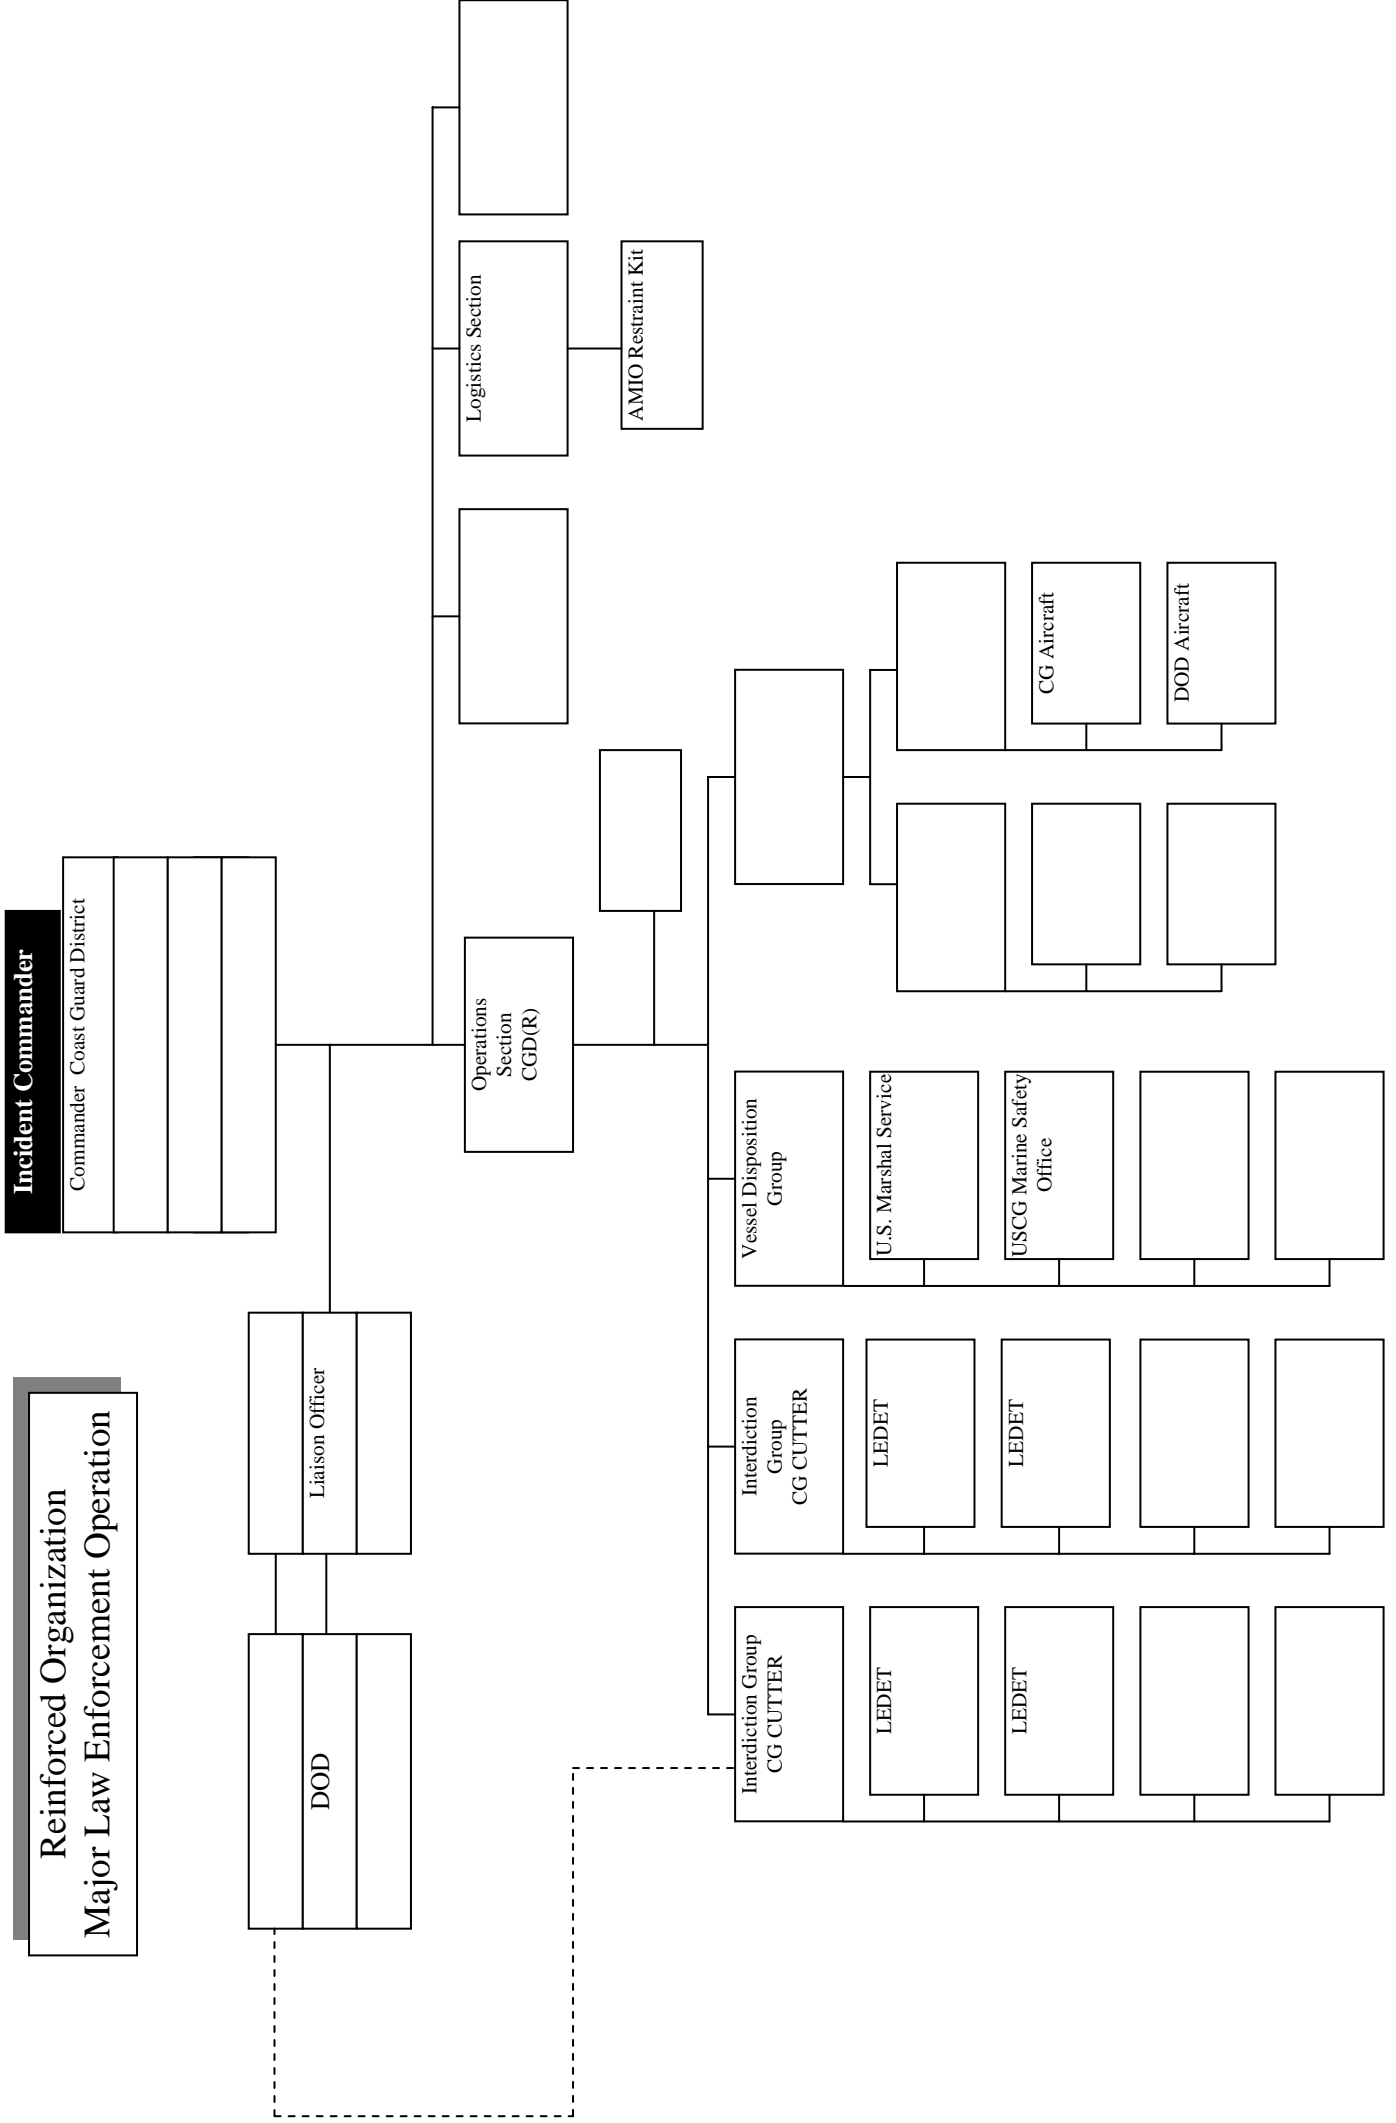 Reinforced Organization
Major Law Enforcement Operation
Incident Commander
Commander  Coast Guard District
Liaison Officer
DOD
Operations
Section
CGD(R)
Logistics Section
AMIO Restraint Kit
Interdiction Group
CG CUTTER
LEDET
LEDET
Interdiction
Group
CG CUTTER
LEDET
LEDET
Vessel Disposition
Group
U.S. Marshal Service
USCG Marine Safety
Office
CG Aircraft
DOD Aircraft